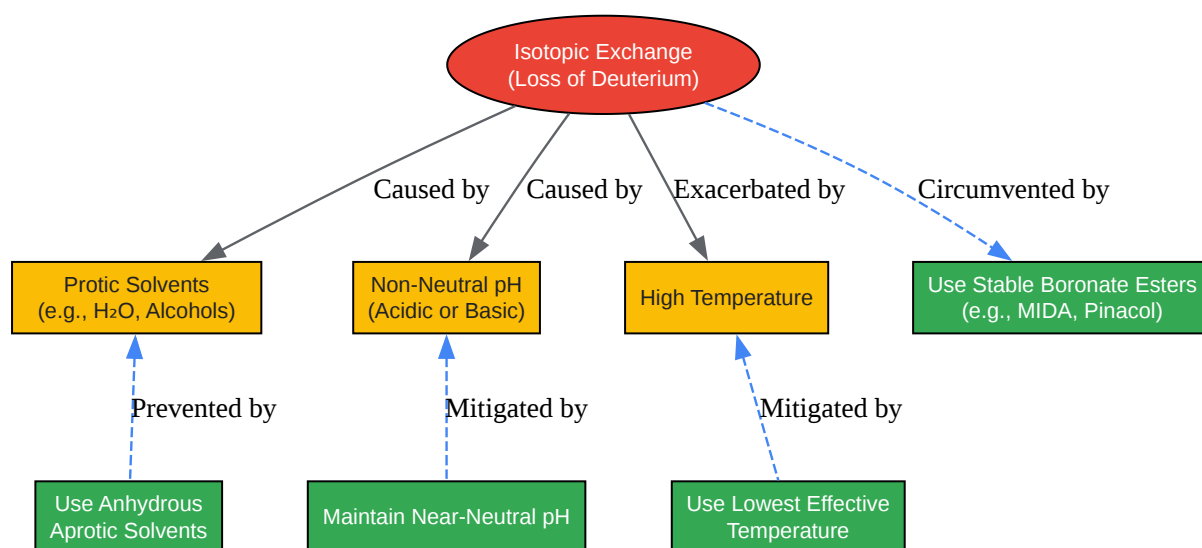 Isotopic Exchange
(Loss of Deuterium)
Caused by
Caused by
Exacerbated by
Circumvented by
Protic Solvents
(e.g., H₂O, Alcohols)
Non-Neutral pH
(Acidic or Basic)
High Temperature
Use Stable Boronate Esters
(e.g., MIDA, Pinacol)
Prevented by
Mitigated by
Mitigated by
Use Anhydrous
Aprotic Solvents
Maintain Near-Neutral pH
Use Lowest Effective
Temperature